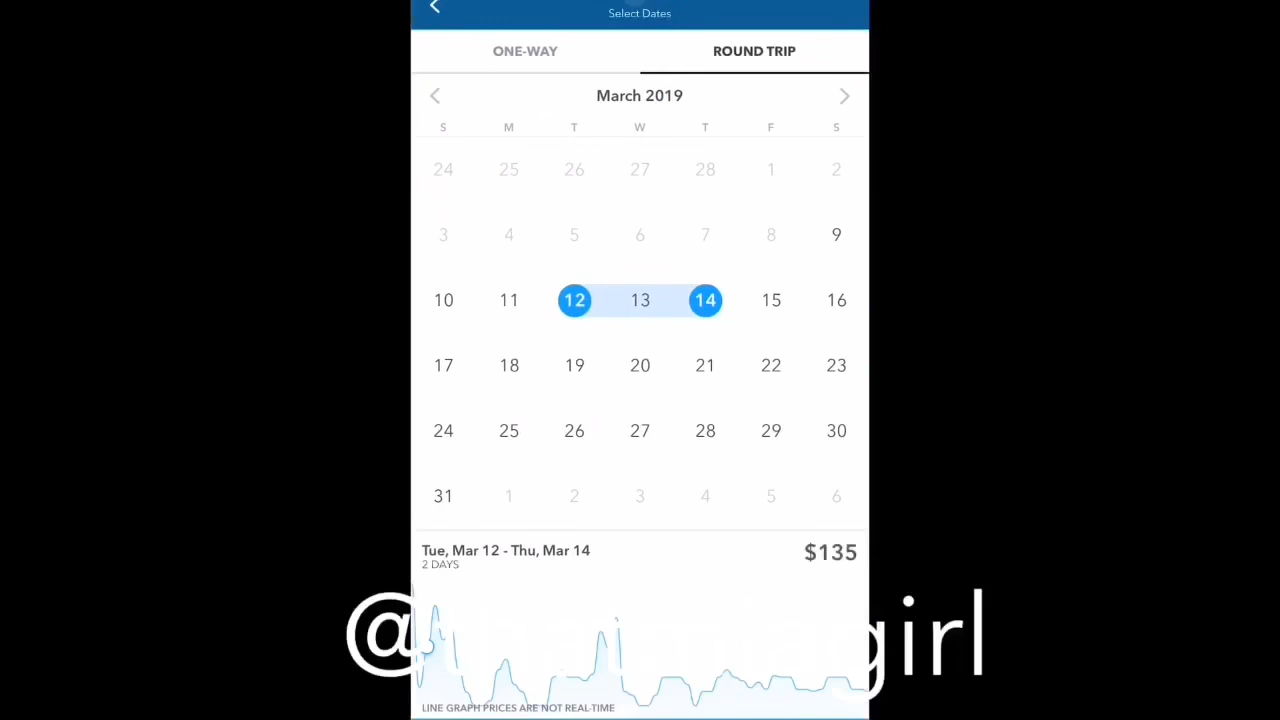 Select Dates
ONE-WAY ROUND TRIP
March 2019
S M T W T F S
24 25 26 27 28 1 2
3 4 5 6 7 8 9
10 11 12 13 14 15 16
17 18 19 20 21 22 23
24 25 26 27 28 29 30
31 1 2 3 4 5 6
Tue, Mar 12 - Thu, Mar 14 $135
2 DAYS
LINE GRAPH PRICES ARE NOT REAL-TIME